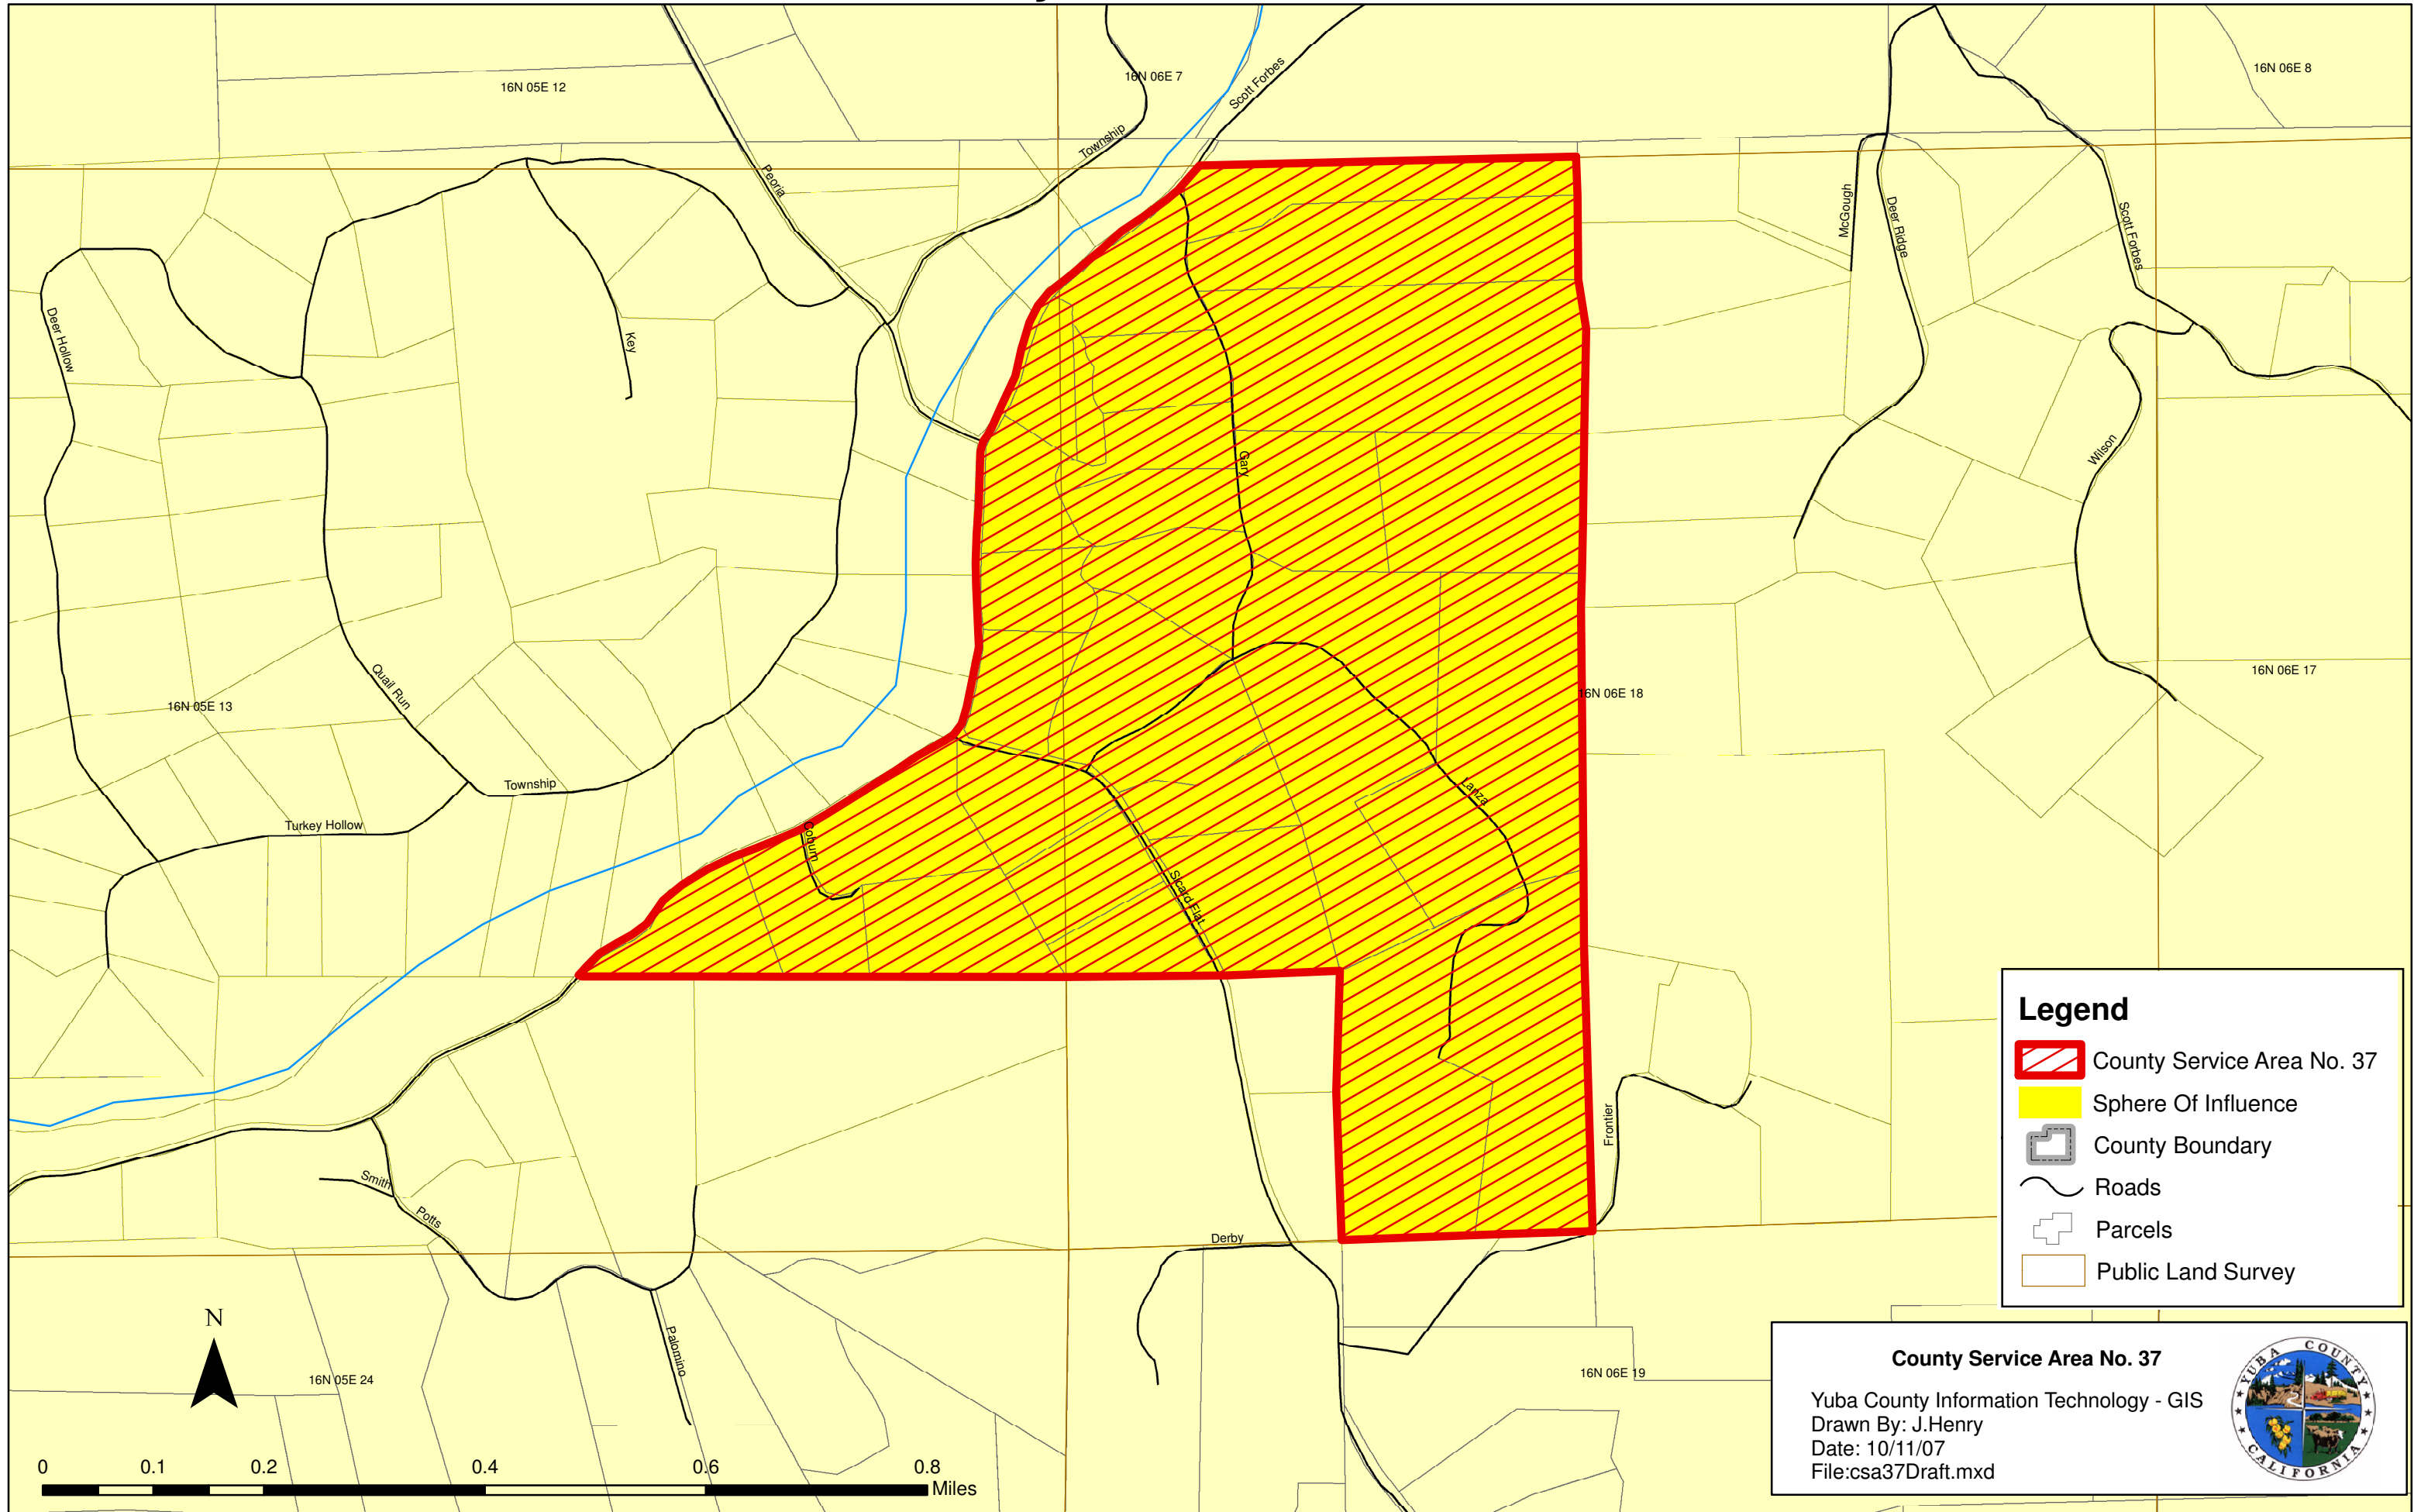 16N 05E 12
16N 06E 7
Scott Forbes
16N 06E 8
Township
Peoria
McGough
Deer Ridge
Scott Forbes
Deer Hollow
Key
Gary
Wilson
Quail Run
16N 05E 13
16N 06E 18
16N 06E 17
Township
Lanza
Turkey Hollow
Coburn
Sicard Flat
Legend
County Service Area No. 37
Sphere Of Influence
County Boundary
Roads
Parcels
Public Land Survey
Frontier
Smith
Potts
Derby
Palomino
N
16N 05E 24
16N 06E 19
County Service Area No. 37
Yuba County Information Technology - GIS
Drawn By: J.Henry
Date: 10/11/07
File:csa37Draft.mxd
YUBA COUNTY
CALIFORNIA
0 0.1 0.2 0.4 0.6 0.8
Miles